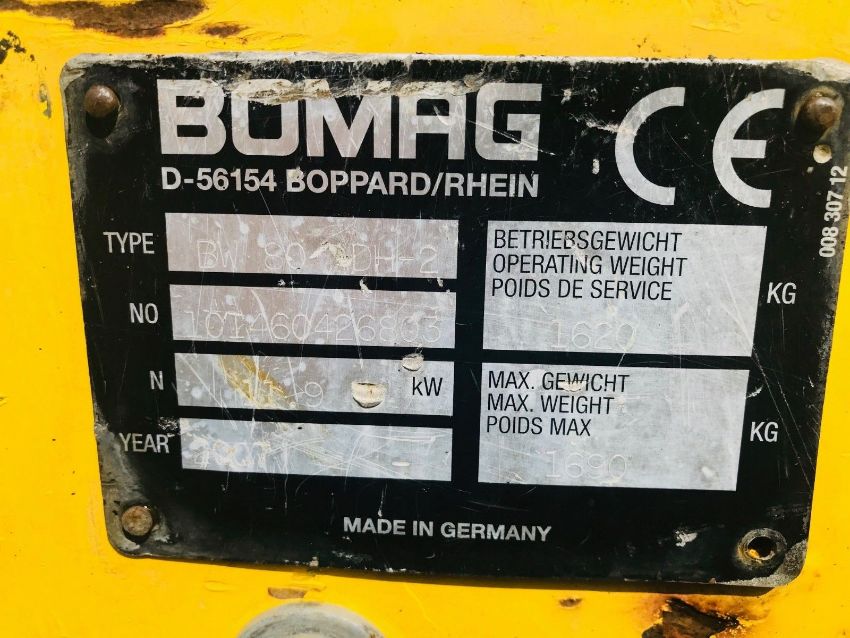 BOMAG
CE
D-56154 BOPPARD/RHEIN
008 307 12
TYPE BW 80 DH-2
NO 101460426803
N kW
YEAR
BETRIEBSGEWICHT
OPERATING WEIGHT
POIDS DE SERVICE
1620 KG
MAX. GEWICHT
MAX. WEIGHT
POIDS MAX
1690 KG
MADE IN GERMANY